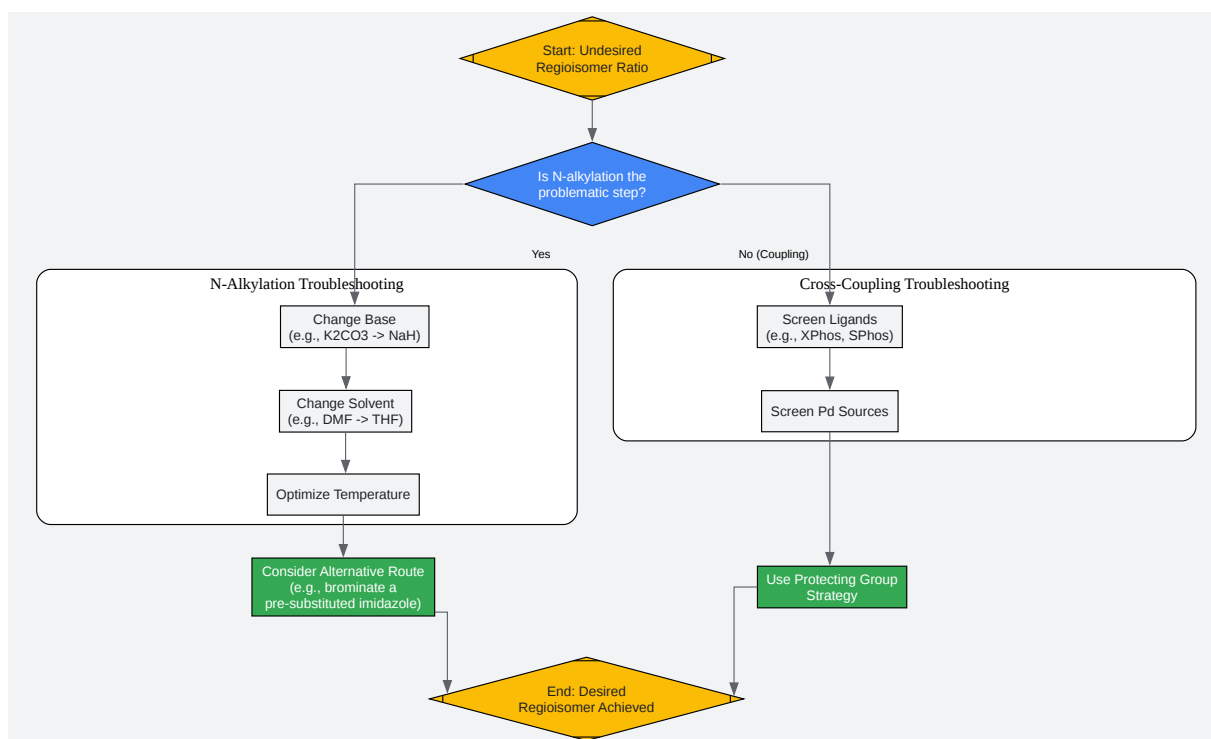 Start: Undesired
Regioisomer Ratio
Is N-alkylation the
problematic step?
Yes
No (Coupling)
N-Alkylation Troubleshooting
Change Base
(e.g., K2CO3 -> NaH)
Change Solvent
(e.g., DMF -> THF)
Optimize Temperature
Consider Alternative Route
(e.g., brominate a
pre-substituted imidazole)
Cross-Coupling Troubleshooting
Screen Ligands
(e.g., XPhos, SPhos)
Screen Pd Sources
Use Protecting Group
Strategy
End: Desired
Regioisomer Achieved